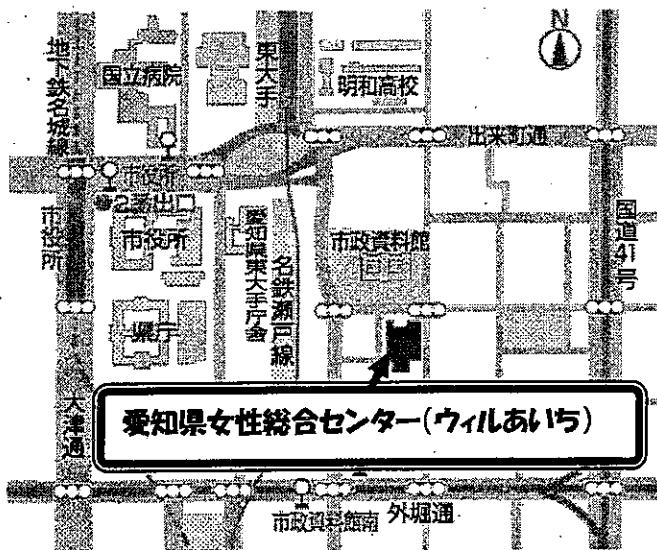 N
地下鉄名城線
国立病院
東大手
明和高校
出来町通
市役所
2番出口
市役所
市役所
愛知県東大手庁舎
名鉄瀬戸線
市政資料館
国道41号
県庁
大津通
愛知県女性総合センター(ウィルあいち)
市政資料館南
外堀通